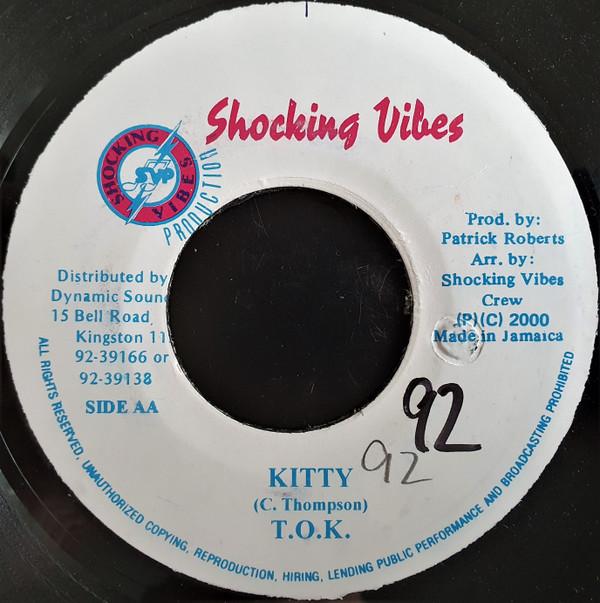 Shocking Vibes
SHOCKING
VIBES
SVP
PRODUCTION
Prod. by:
Patrick Roberts
Arr. by:
Shocking Vibes
Crew
(P)(C) 2000
Made in Jamaica
Distributed by
Dynamic Soun
15 Bell Road
Kingston 11
92-39166 or
92-39138
SIDE AA
92
92
KITTY
(C. Thompson)
T.O.K.
ALL RIGHTS RESERVED, UNAUTHORIZED COPYING, REPRODUCTION, HIRING, LENDING PUBLIC PERFORMANCE AND BROADCASTING PROHIBITED